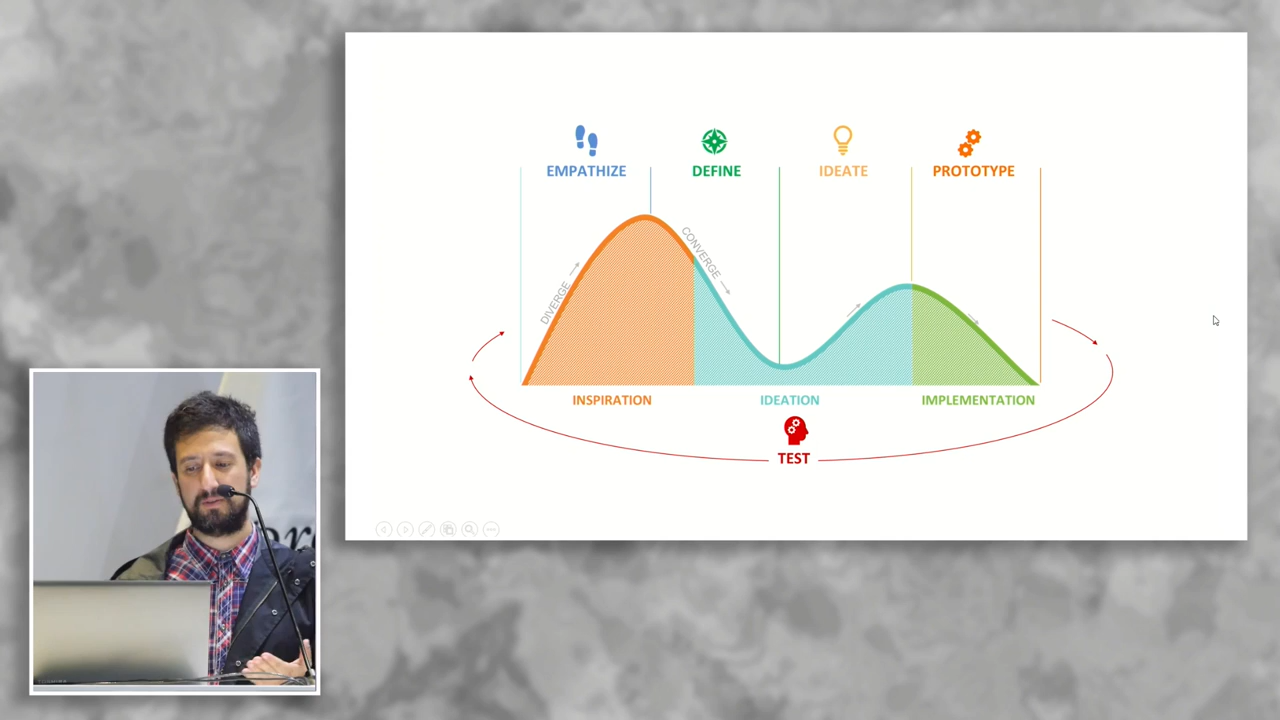 EMPATHIZE
DEFINE
IDEATE
PROTOTYPE
DIVERGE
CONVERGE
INSPIRATION
IDEATION
IMPLEMENTATION
TEST